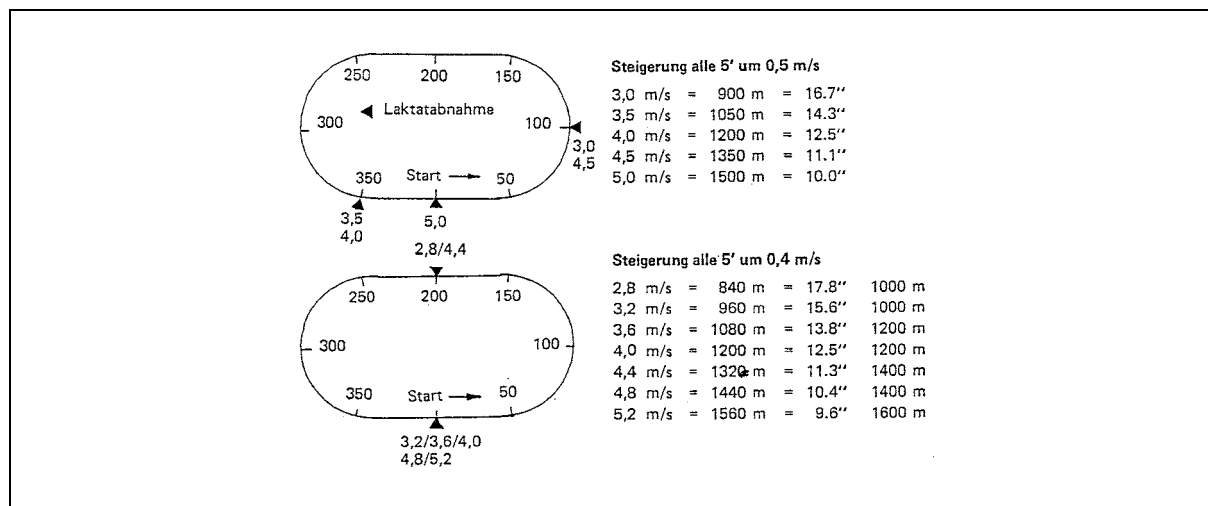 250 200 150
◄ Laktatabnahme
300 100
3,0
4,5
350 Start → 50
3,5
4,0
5,0
Steigerung alle 5' um 0,5 m/s
3,0 m/s = 900 m = 16.7''
3,5 m/s = 1050 m = 14.3''
4,0 m/s = 1200 m = 12.5''
4,5 m/s = 1350 m = 11.1''
5,0 m/s = 1500 m = 10.0''
2,8/4,4
250 200 150
300 100
350 Start → 50
3,2/3,6/4,0
4,8/5,2
Steigerung alle 5' um 0,4 m/s
2,8 m/s = 840 m = 17.8'' 1000 m
3,2 m/s = 960 m = 15.6'' 1000 m
3,6 m/s = 1080 m = 13.8'' 1200 m
4,0 m/s = 1200 m = 12.5'' 1200 m
4,4 m/s = 1320 m = 11.3'' 1400 m
4,8 m/s = 1440 m = 10.4'' 1400 m
5,2 m/s = 1560 m = 9.6'' 1600 m